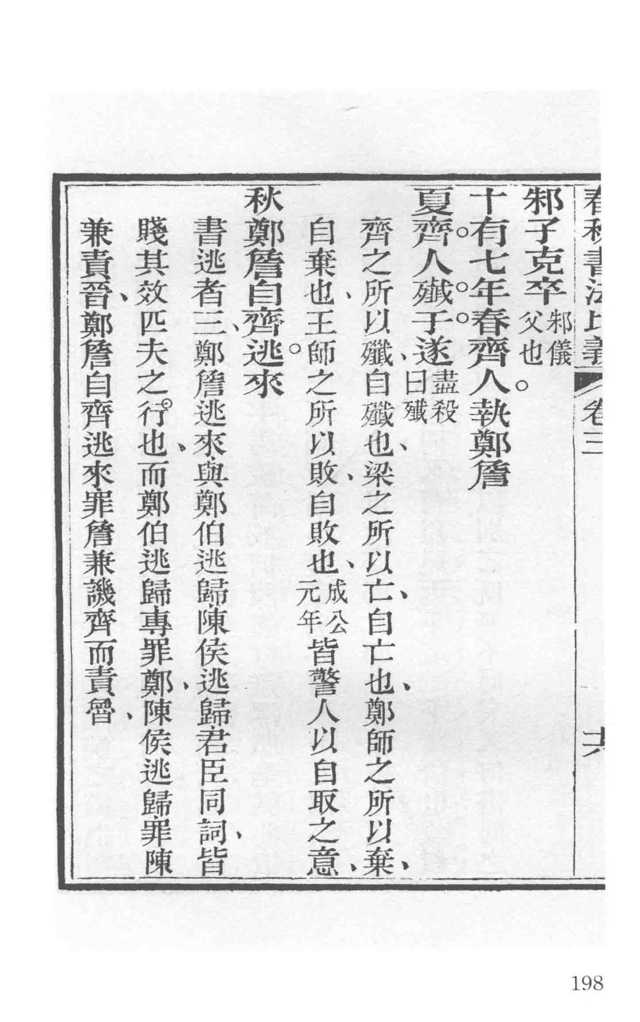 春秋書法比義 卷三 六
邾子克卒邾儀父也
十有七年春齊人執鄭詹
夏齊人殲于遂盡殺曰殲
齊之所以殲自殲也梁之所以亡自亡也鄭師之所以棄
自棄也王師之所以敗自敗也成公元年皆警人以自取之意
秋鄭詹自齊逃來
書逃者三鄭詹逃來與鄭伯逃歸陳侯逃歸君臣同詞皆
賤其效匹夫之行也而鄭伯逃歸專罪鄭陳侯逃歸罪陳
兼責晉鄭詹自齊逃來罪詹兼譏齊而責魯
198